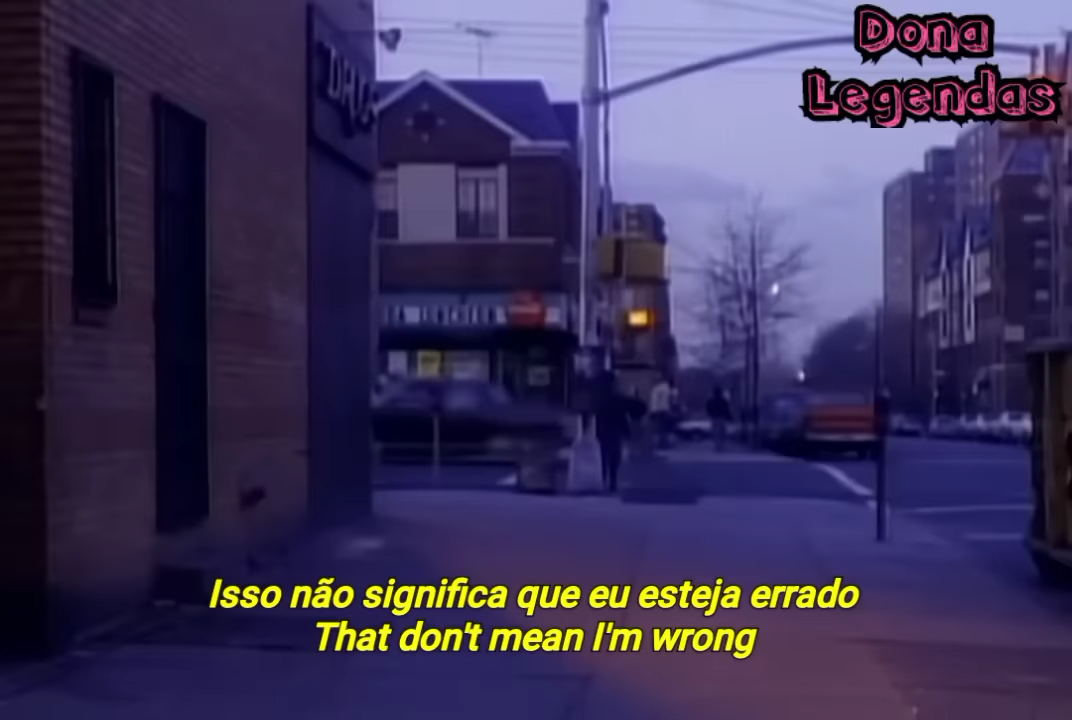 Dona
Legendas
Isso não significa que eu esteja errado
That don't mean I'm wrong